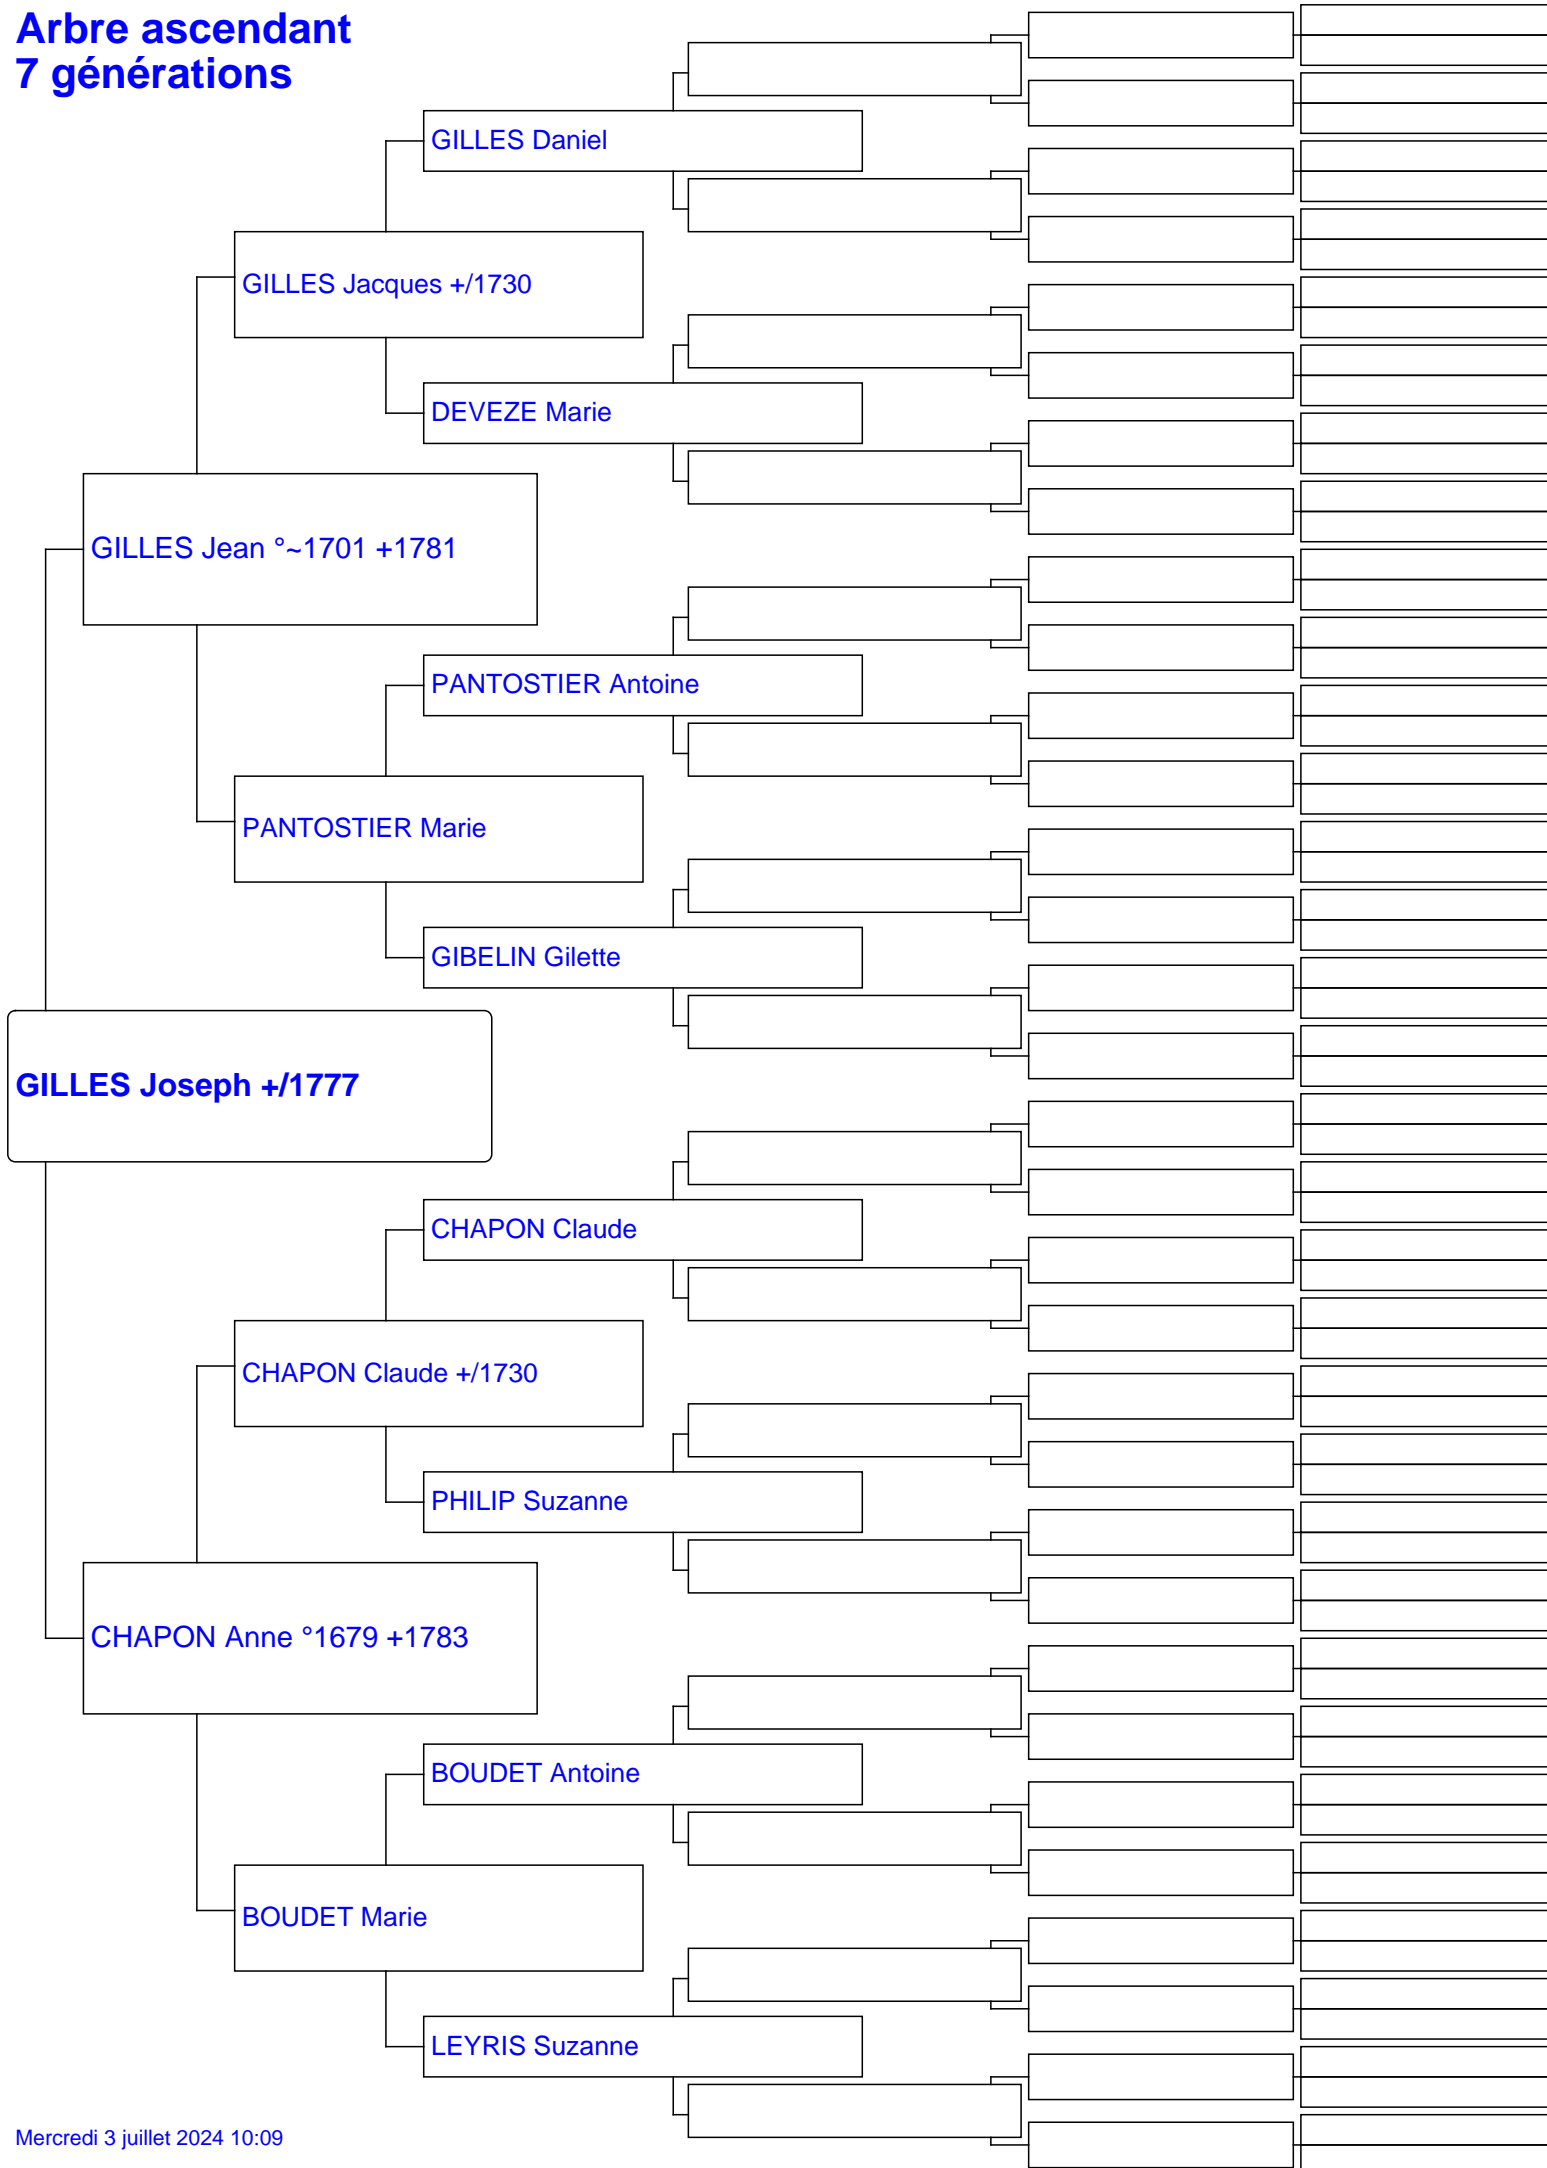 Arbre ascendant
7 générations
GILLES Daniel
GILLES Jacques +/1730
DEVEZE Marie
GILLES Jean °~1701 +1781
PANTOSTIER Antoine
PANTOSTIER Marie
GIBELIN Gilette
GILLES Joseph +/1777
CHAPON Claude
CHAPON Claude +/1730
PHILIP Suzanne
CHAPON Anne °1679 +1783
BOUDET Antoine
BOUDET Marie
LEYRIS Suzanne
Mercredi 3 juillet 2024 10:09